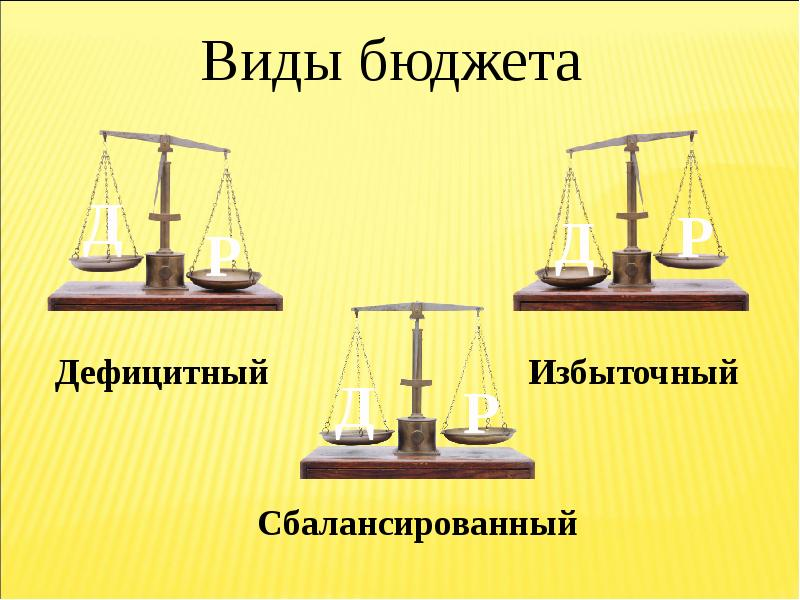 Виды бюджета
Д Р
Д Р
Дефицитный
Избыточный
Д Р
Сбалансированный